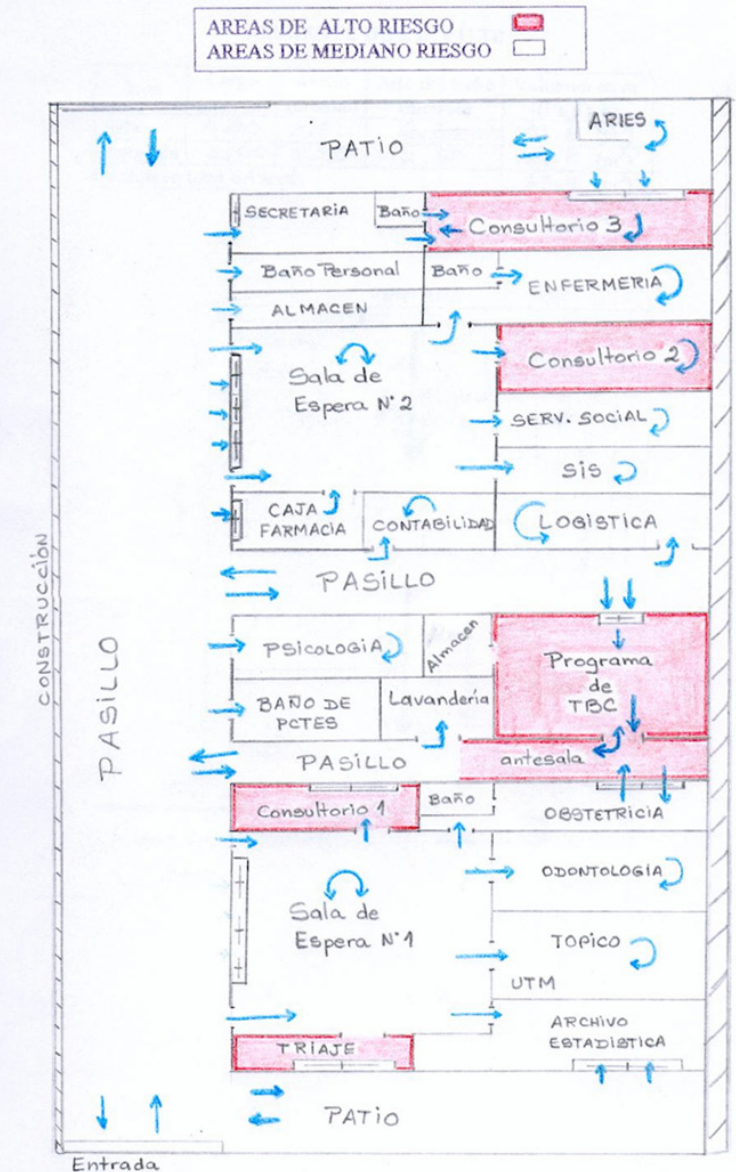 AREAS DE ALTO RIESGO
AREAS DE MEDIANO RIESGO
ARIES
PATIO
SECRETARIA
Baño
Consultorio 3
Baño Personal
Baño
ENFERMERIA
ALMACEN
Consultorio 2
Sala de
Espera N°2
SERV. SOCIAL
SIS
CAJA
FARMACIA
CONTABILIDAD
LOGISTICA
CONSTRUCCIÓN
PASILLO
PASILLO
PSICOLOGIA
Almacen
Programa
de
TBC
BAÑO DE
PCTES
Lavandería
PASILLO
antesala
Consultorio 1
Baño
OBSTETRICIA
ODONTOLOGIA
Sala de
Espera N°1
TOPICO
UTM
ARCHIVO
ESTADISTICA
TRIAJE
PATIO
Entrada